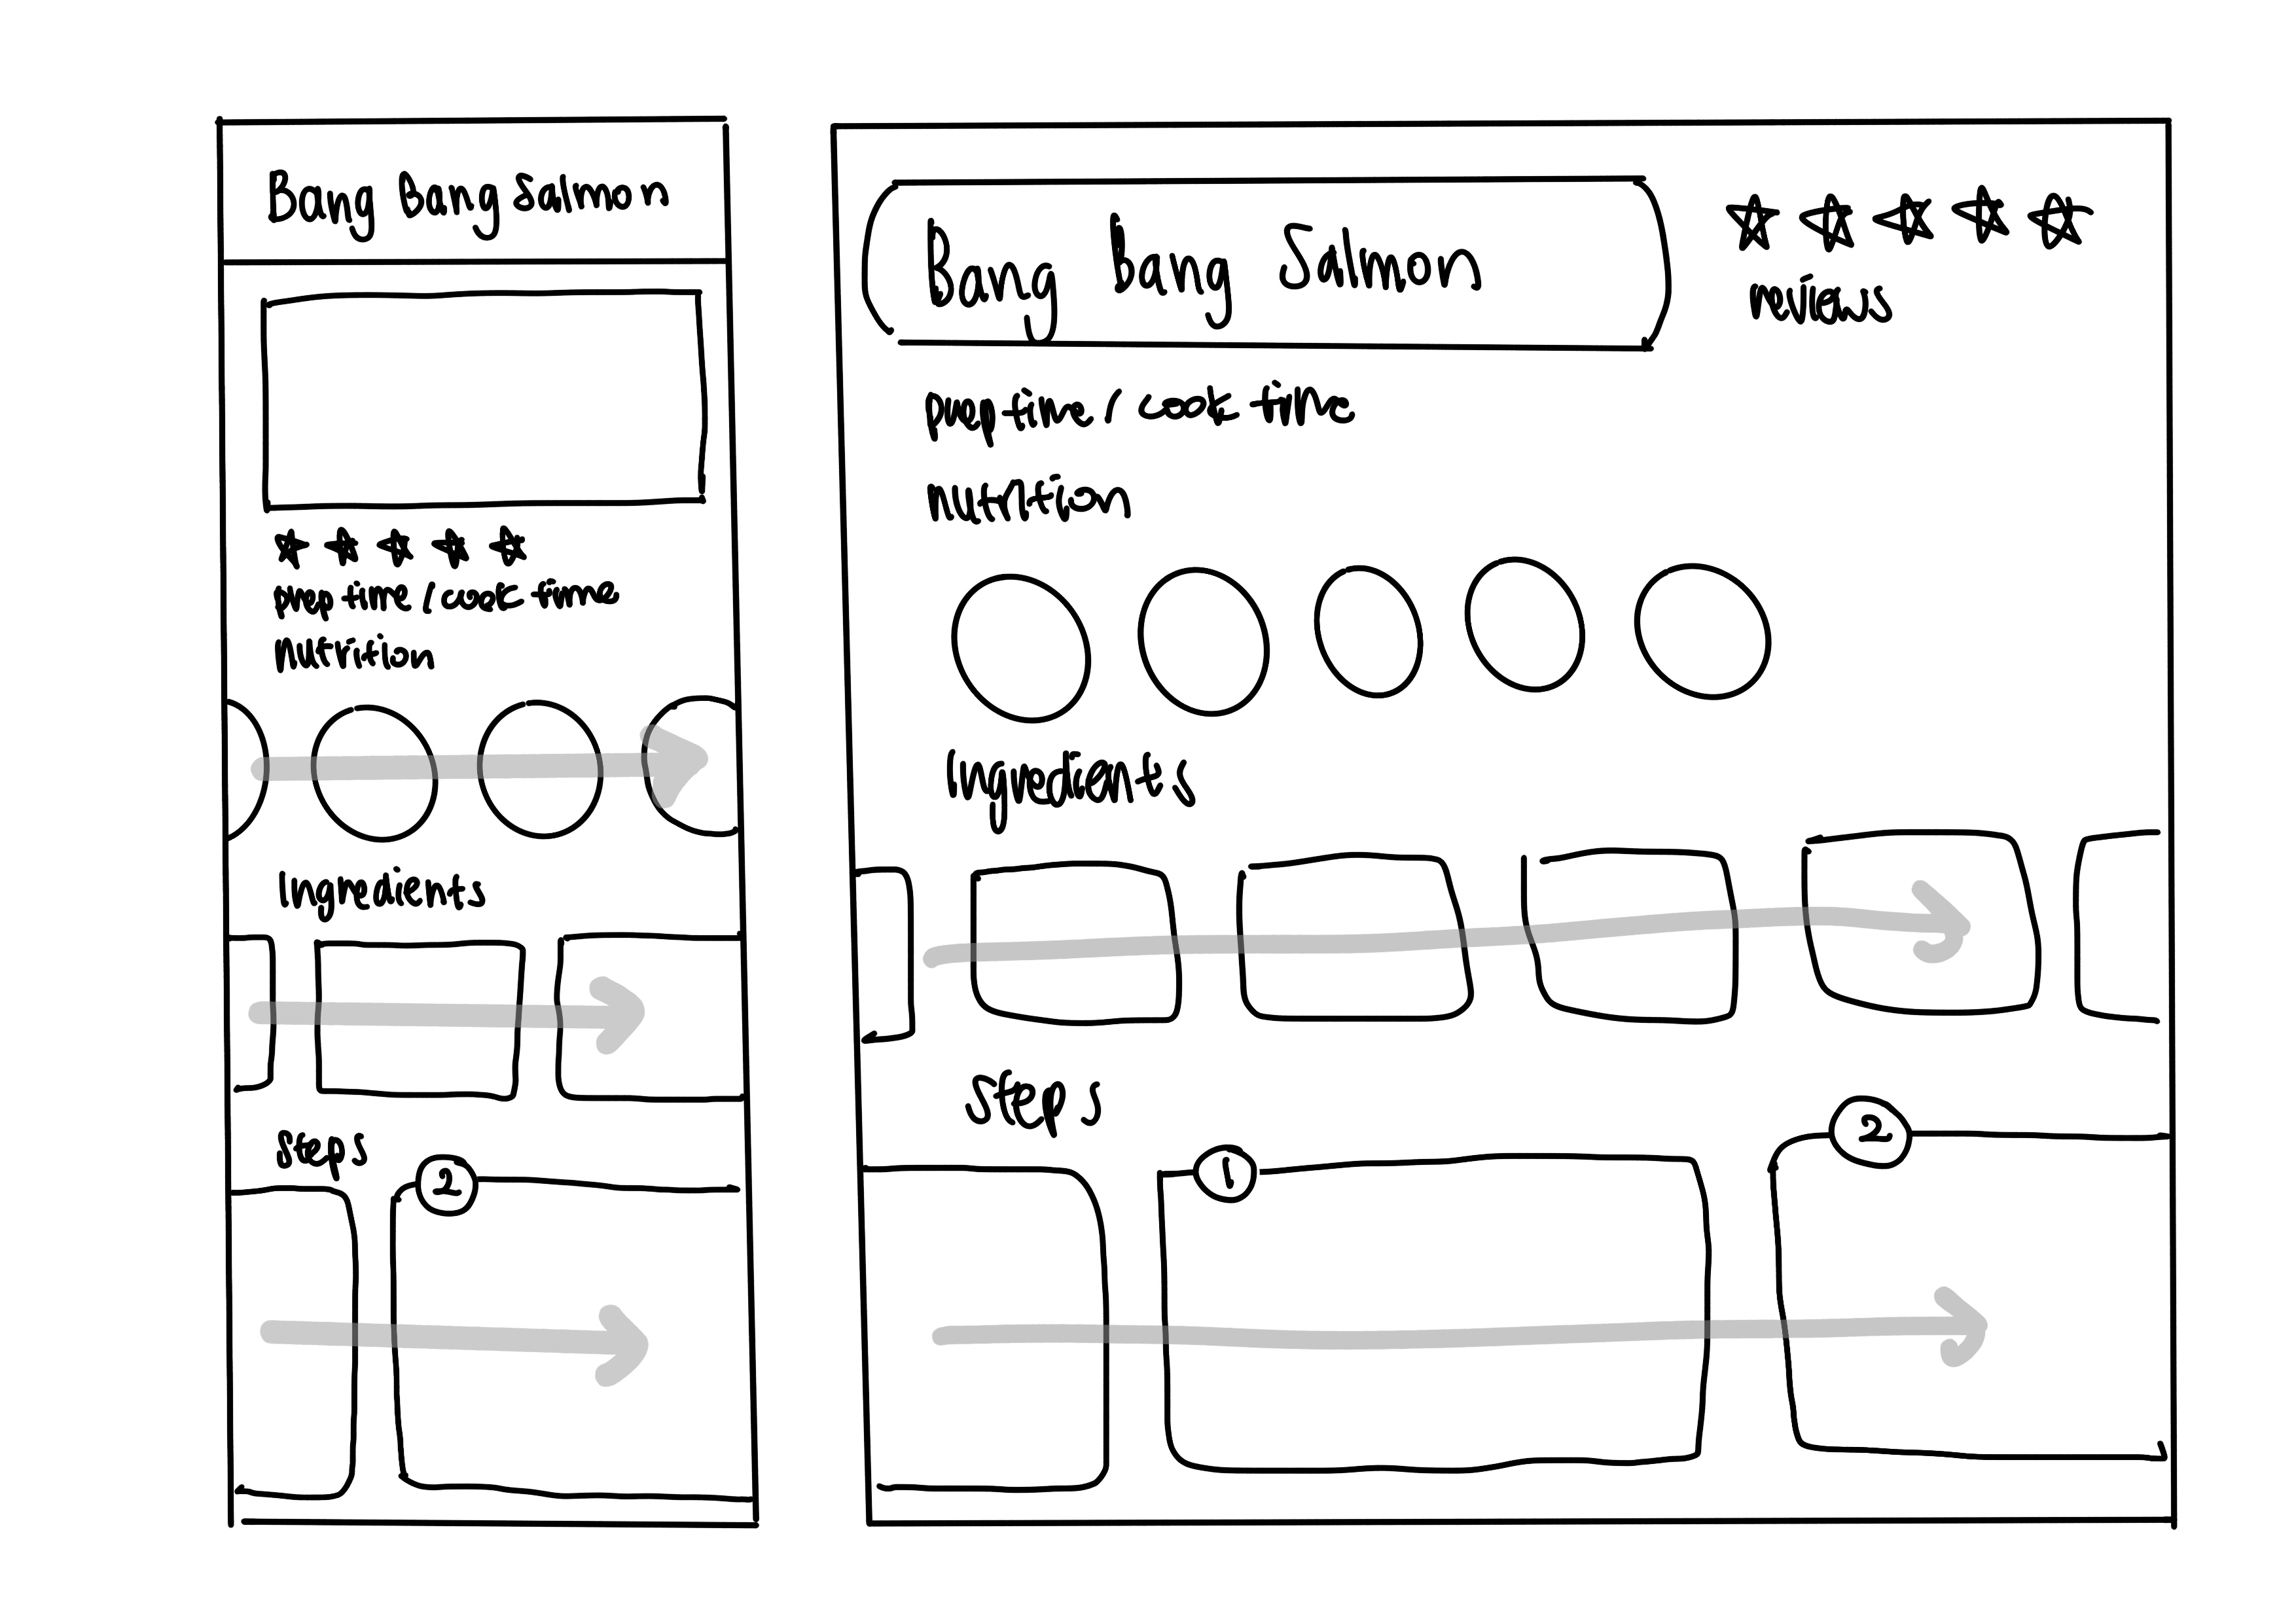 Bang Bang Salmon
prep time / cook time
Nutrition
Ingredients
Steps
2
Bang Bang Salmon
reviews
prep time / cook time
nutrition
Ingredients
Steps
1
2